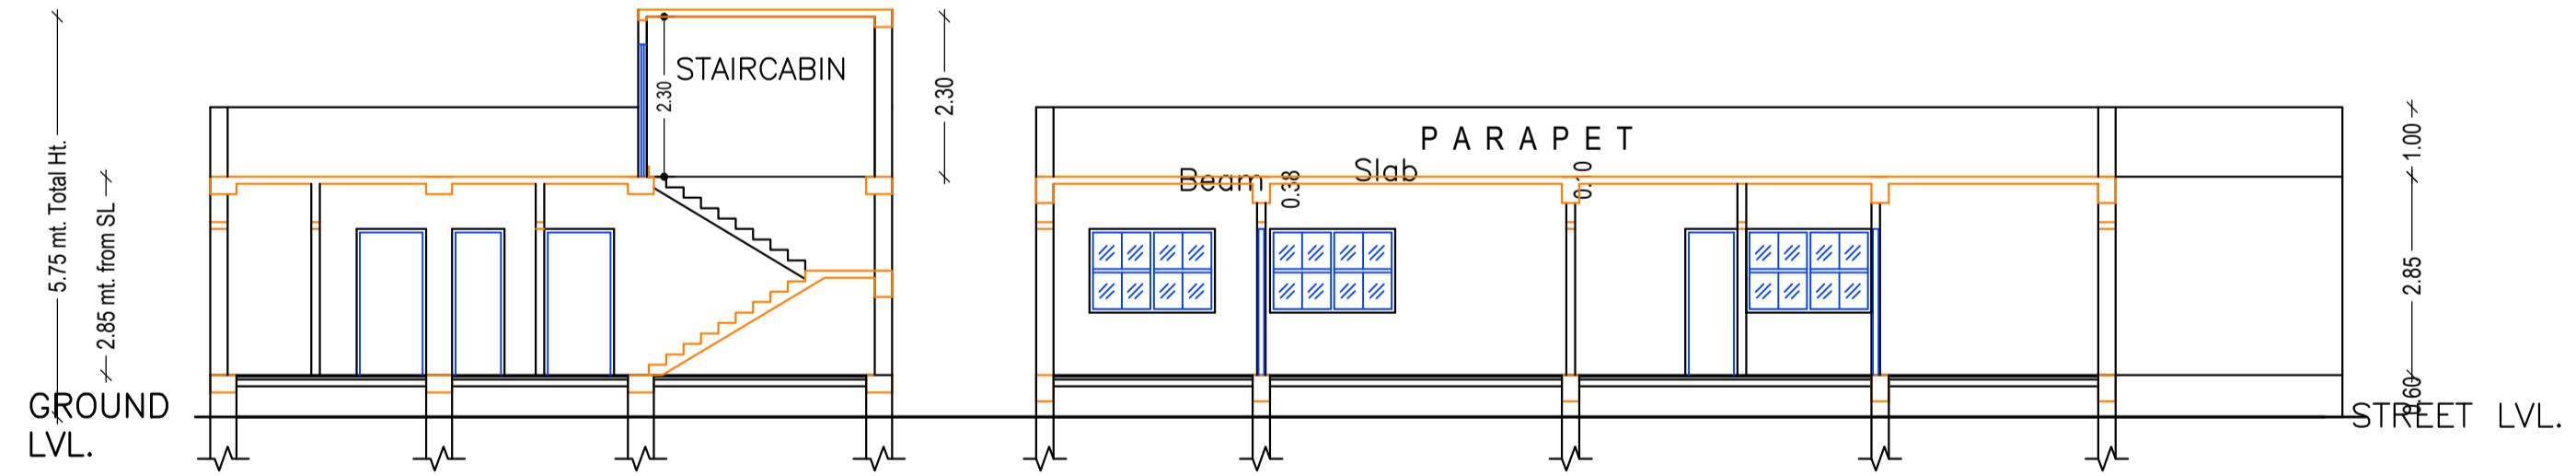 5.75 mt. Total Ht.
2.85 mt. from SL
2.30
STAIRCABIN
2.30
PARAPET
Beam
0.38
Slab
0.10
1.00
2.85
0.60
GROUND
LVL.
STREET LVL.